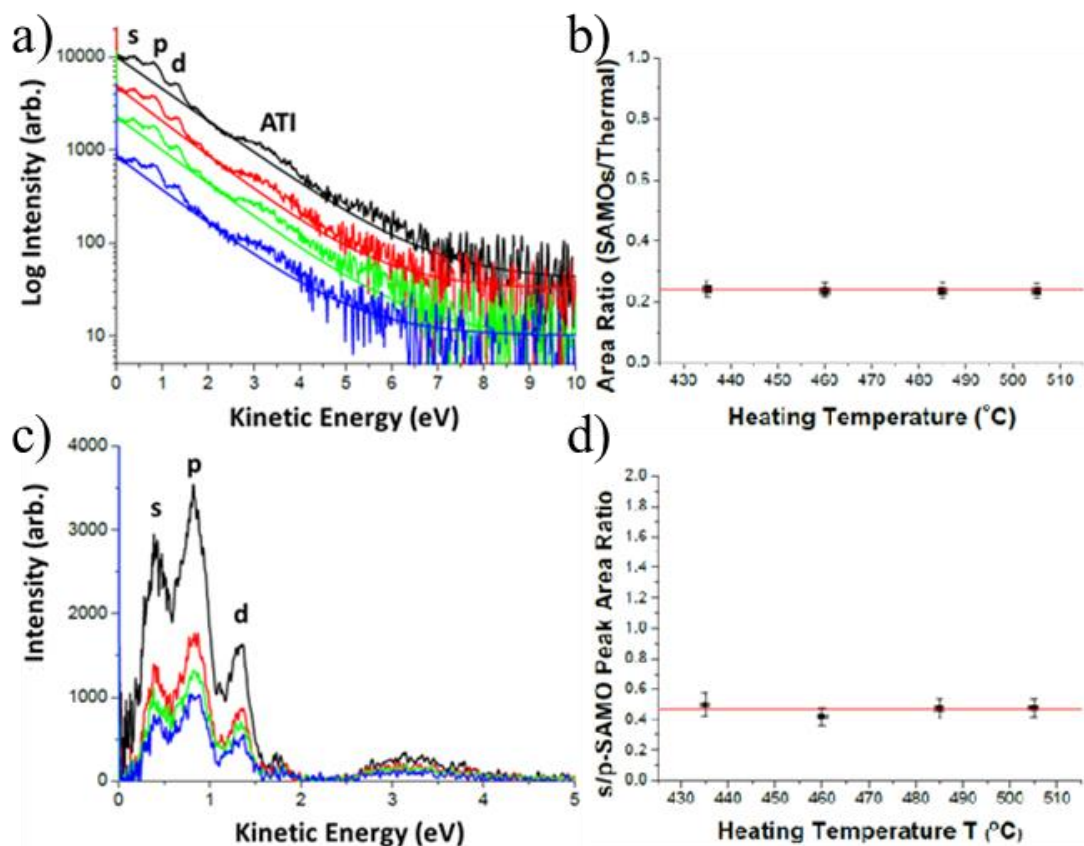 a)
s
p
d
ATI
10000
1000
100
10
Log Intensity (arb.)
0 1 2 3 4 5 6 7 8 9 10
Kinetic Energy (eV)
b)
1.0
0.8
0.6
0.4
0.2
0.0
Area Ratio (SAMOs/Thermal)
430 440 450 460 470 480 490 500 510
Heating Temperature (°C)
c)
s
p
d
4000
3000
2000
1000
0
Intensity (arb.)
0 1 2 3 4 5
Kinetic Energy (eV)
d)
2.0
1.8
1.6
1.4
1.2
1.0
0.8
0.6
0.4
0.2
0.0
s/p-SAMO Peak Area Ratio
430 440 450 460 470 480 490 500 510
Heating Temperature T (°C)